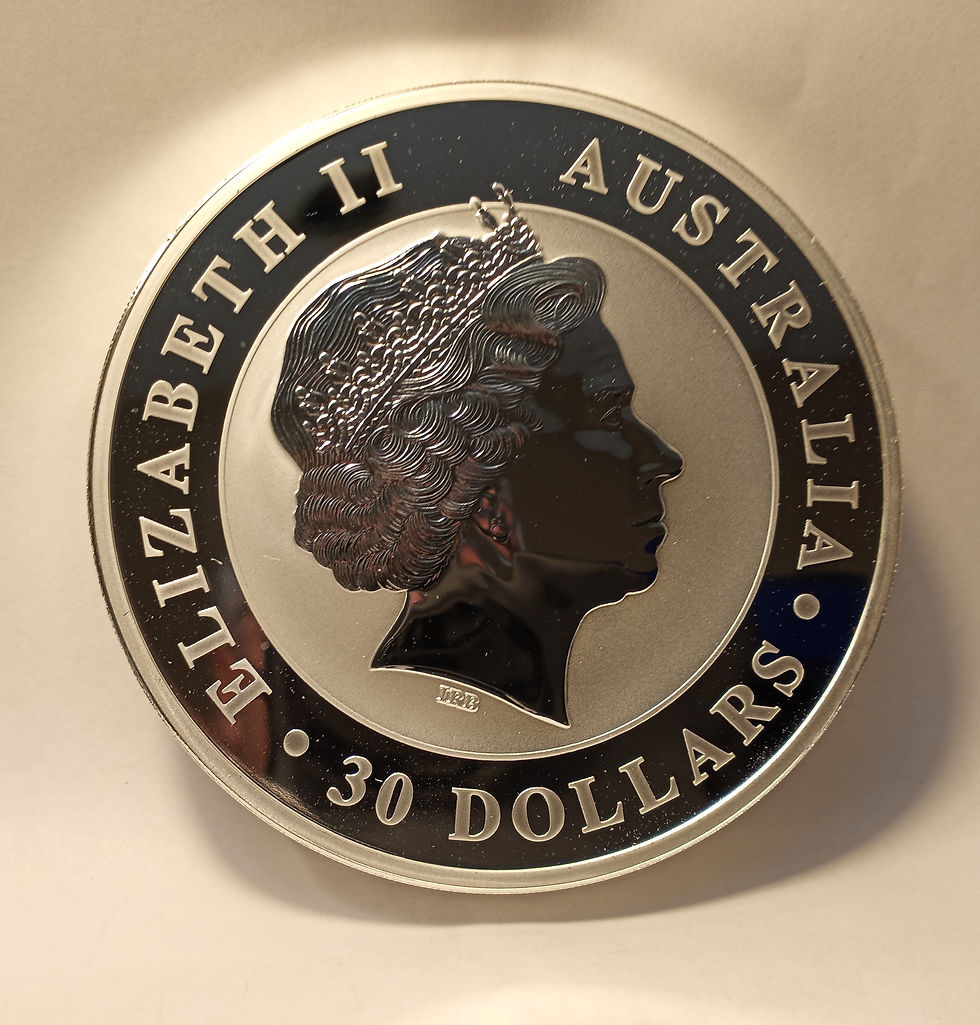 ELIZABETH II
AUSTRALIA
• 30 DOLLARS •
IRB